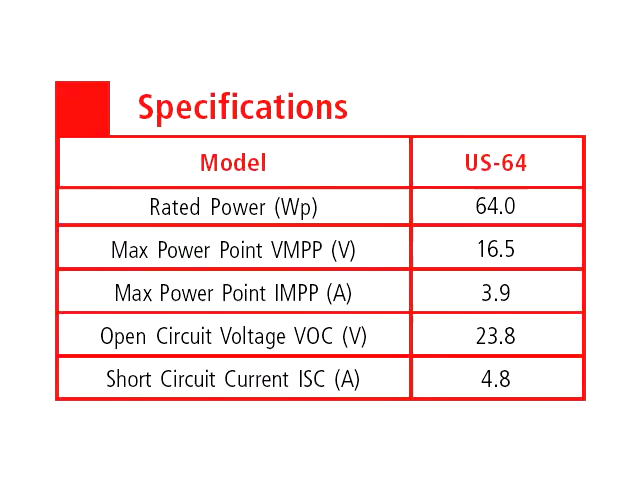 Specifications
Model US-64
Rated Power (Wp) 64.0
Max Power Point VMPP (V) 16.5
Max Power Point IMPP (A) 3.9
Open Circuit Voltage VOC (V) 23.8
Short Circuit Current ISC (A) 4.8